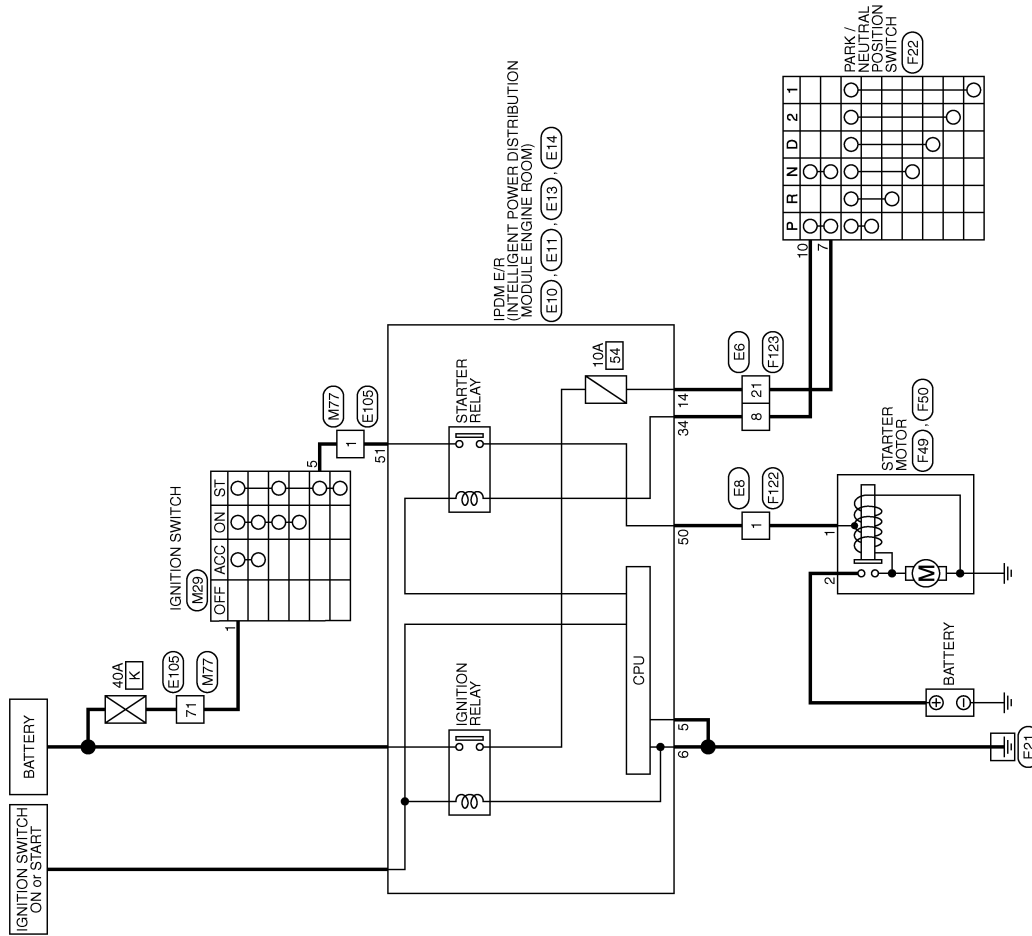 IGNITION SWITCH
ON or START
BATTERY
40A
K
E105
71
M77
IGNITION SWITCH
M29
OFF
ACC
ON
ST
1
5
M77
1
E105
51
IPDM E/R
(INTELLIGENT POWER DISTRIBUTION
MODULE ENGINE ROOM)
E10 , E11 , E13 , E14
IGNITION
RELAY
STARTER
RELAY
10A
54
CPU
6
5
50
34
14
E8
1
F122
E6
8
21
F123
BATTERY
2
1
M
STARTER
MOTOR
F49 , F50
10
7
P
R
N
D
2
1
PARK /
NEUTRAL
POSITION
SWITCH
F22